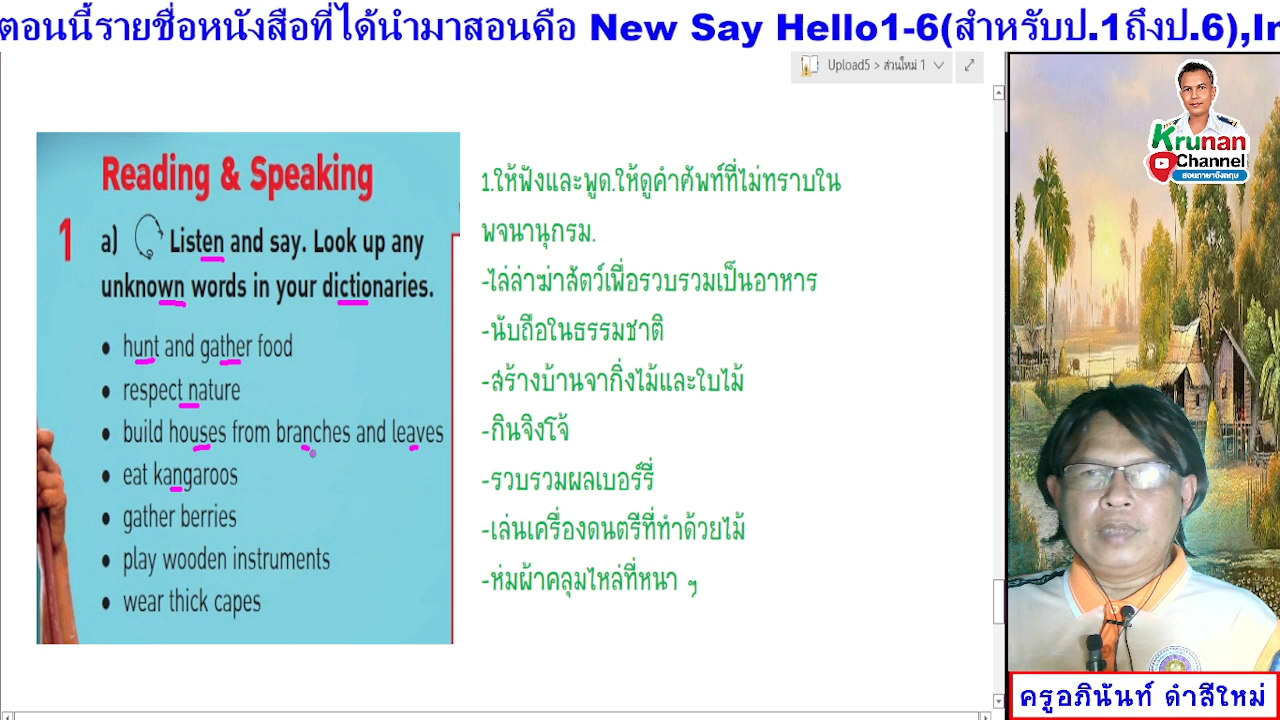 ตอนนี้รายชื่อหนังสือที่ได้นำมาสอนคือ New Say Hello1-6(สำหรับป.1ถึงป.6),In
Upload5 > ส่วนใหม่ 1
Krunan
Channel
สอนภาษาอังกฤษ
Reading & Speaking
1 a) Listen and say. Look up any
unknown words in your dictionaries.
• hunt and gather food
• respect nature
• build houses from branches and leaves
• eat kangaroos
• gather berries
• play wooden instruments
• wear thick capes
1.ให้ฟังและพูด.ให้ดูคำศัพท์ที่ไม่ทราบใน
พจนานุกรม.
-ไล่ล่าฆ่าสัตว์เพื่อรวบรวมเป็นอาหาร
-นับถือในธรรมชาติ
-สร้างบ้านจากิ่งไม้และใบไม้
-กินจิงโจ้
-รวบรวมผลเบอร์รี่
-เล่นเครื่องดนตรีที่ทำด้วยไม้
-ห่มผ้าคลุมไหล่ที่หนา ๆ
ครูอภินันท์ ดำสีใหม่